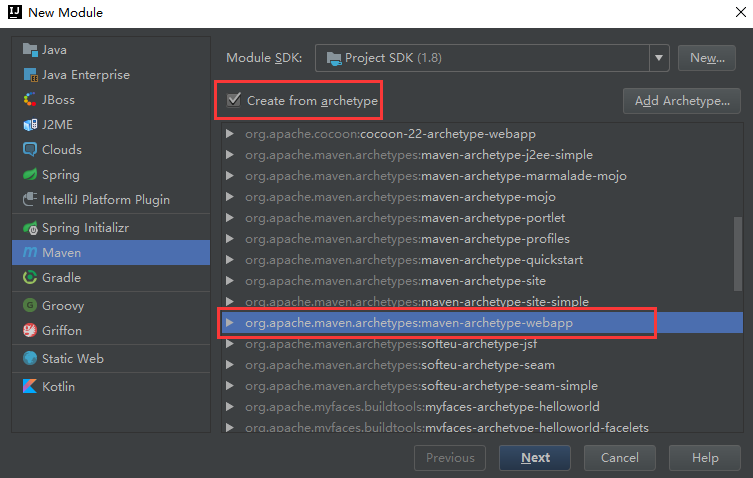 New Module
Java
Java Enterprise
JBoss
J2ME
Clouds
Spring
IntelliJ Platform Plugin
Spring Initializr
Maven
Gradle
Groovy
Griffon
Static Web
Kotlin
Module SDK: Project SDK (1.8) New...
Create from archetype Add Archetype...
org.apache.cocoon:cocoon-22-archetype-webapp
org.apache.maven.archetypes:maven-archetype-j2ee-simple
org.apache.maven.archetypes:maven-archetype-marmalade-mojo
org.apache.maven.archetypes:maven-archetype-mojo
org.apache.maven.archetypes:maven-archetype-portlet
org.apache.maven.archetypes:maven-archetype-profiles
org.apache.maven.archetypes:maven-archetype-quickstart
org.apache.maven.archetypes:maven-archetype-site
org.apache.maven.archetypes:maven-archetype-site-simple
org.apache.maven.archetypes:maven-archetype-webapp
org.apache.maven.archetypes:softeu-archetype-jsf
org.apache.maven.archetypes:softeu-archetype-seam
org.apache.maven.archetypes:softeu-archetype-seam-simple
org.apache.myfaces.buildtools:myfaces-archetype-helloworld
org.apache.myfaces.buildtools:myfaces-archetype-helloworld-facelets
Previous Next Cancel Help